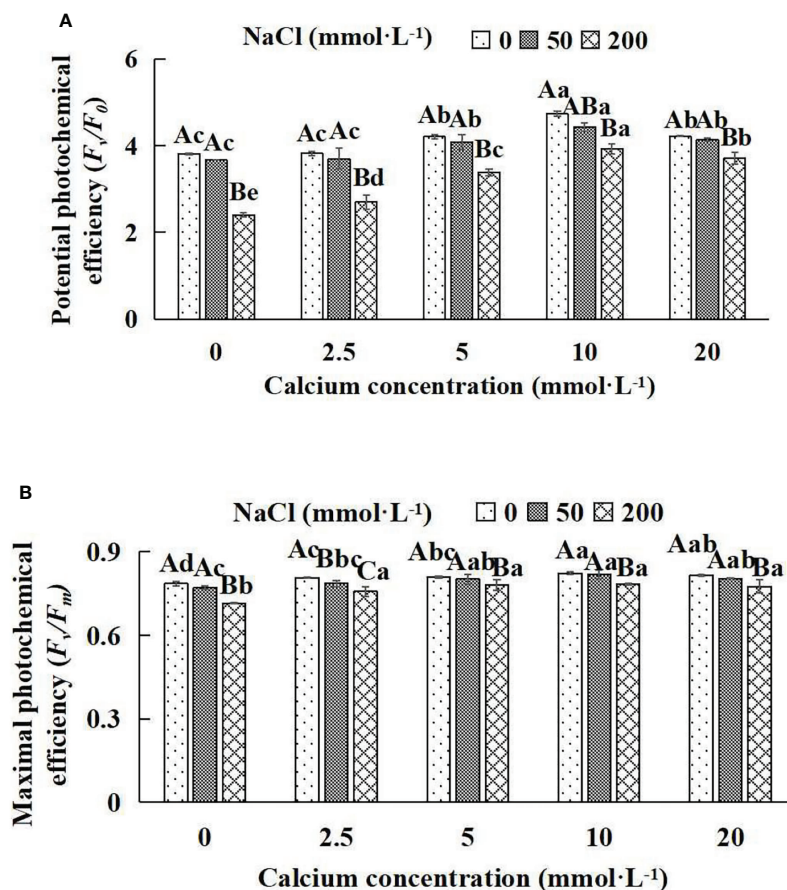 A
NaCl (mmol·L⁻¹) 0 50 200
Potential photochemical
efficiency (Fᵥ/F₀)
6
4
2
0
Ac Ac Be
Ac Ac Bd
Ab Ab Bc
Aa ABa Ba
Ab Ab Bb
0 2.5 5 10 20
Calcium concentration (mmol·L⁻¹)
B
NaCl (mmol·L⁻¹) 0 50 200
Maximal photochemical
efficiency (Fᵥ/Fₘ)
0.9
0.6
0.3
0
Ad Ac Bb
Ac Bbc Ca
Abc Aab Ba
Aa Aa Ba
Aab Aab Ba
0 2.5 5 10 20
Calcium concentration (mmol·L⁻¹)